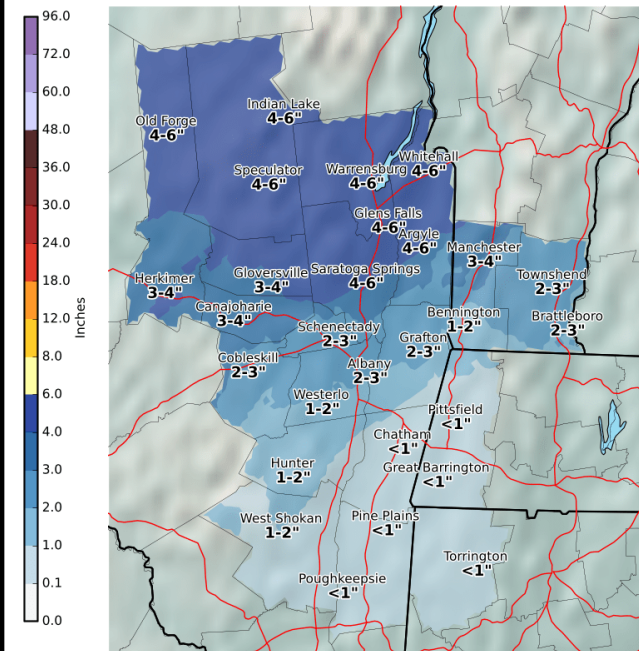 96.0
72.0
60.0
48.0
36.0
30.0
24.0
18.0
12.0
8.0
6.0
4.0
3.0
2.0
1.0
0.1
0.0
Inches
Indian Lake
4-6"
Old Forge
4-6"
Speculator
4-6"
Warrensburg
4-6"
Whitehall
4-6"
Glens Falls
4-6"
Argyle
4-6"
Manchester
3-4"
Herkimer
3-4"
Gloversville
3-4"
Saratoga Springs
4-6"
Townshend
2-3"
Canajoharie
3-4"
Schenectady
2-3"
Bennington
1-2"
Brattleboro
2-3"
Grafton
2-3"
Cobleskill
2-3"
Albany
2-3"
Westerlo
1-2"
Pittsfield
<1"
Chatham
<1"
Hunter
1-2"
Great Barrington
<1"
West Shokan
1-2"
Pine Plains
<1"
Torrington
<1"
Poughkeepsie
<1"